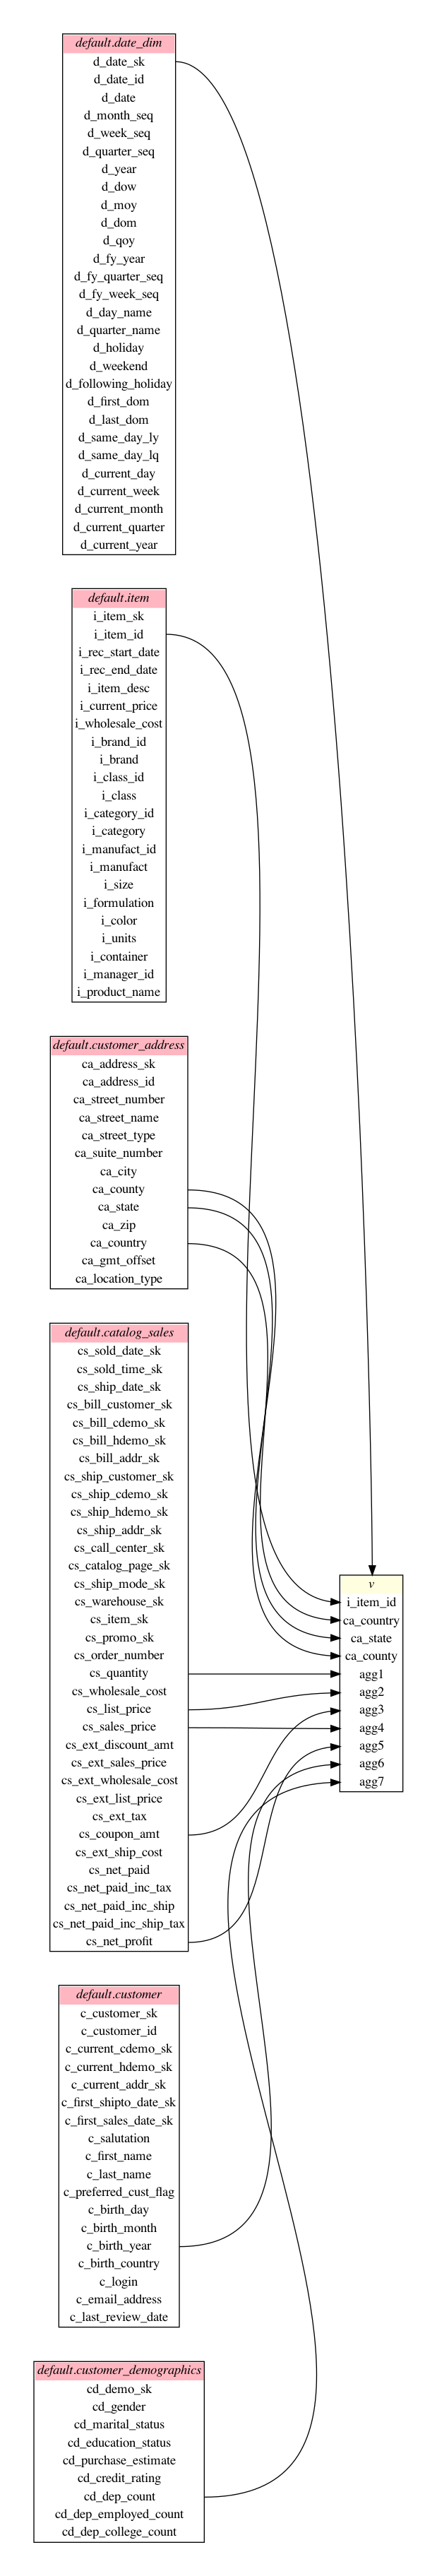 default.date_dim
d_date_sk
d_date_id
d_date
d_month_seq
d_week_seq
d_quarter_seq
d_year
d_dow
d_moy
d_dom
d_qoy
d_fy_year
d_fy_quarter_seq
d_fy_week_seq
d_day_name
d_quarter_name
d_holiday
d_weekend
d_following_holiday
d_first_dom
d_last_dom
d_same_day_ly
d_same_day_lq
d_current_day
d_current_week
d_current_month
d_current_quarter
d_current_year
default.item
i_item_sk
i_item_id
i_rec_start_date
i_rec_end_date
i_item_desc
i_current_price
i_wholesale_cost
i_brand_id
i_brand
i_class_id
i_class
i_category_id
i_category
i_manufact_id
i_manufact
i_size
i_formulation
i_color
i_units
i_container
i_manager_id
i_product_name
default.customer_address
ca_address_sk
ca_address_id
ca_street_number
ca_street_name
ca_street_type
ca_suite_number
ca_city
ca_county
ca_state
ca_zip
ca_country
ca_gmt_offset
ca_location_type
default.catalog_sales
cs_sold_date_sk
cs_sold_time_sk
cs_ship_date_sk
cs_bill_customer_sk
cs_bill_cdemo_sk
cs_bill_hdemo_sk
cs_bill_addr_sk
cs_ship_customer_sk
cs_ship_cdemo_sk
cs_ship_hdemo_sk
cs_ship_addr_sk
cs_call_center_sk
cs_catalog_page_sk
cs_ship_mode_sk
cs_warehouse_sk
cs_item_sk
cs_promo_sk
cs_order_number
cs_quantity
cs_wholesale_cost
cs_list_price
cs_sales_price
cs_ext_discount_amt
cs_ext_sales_price
cs_ext_wholesale_cost
cs_ext_list_price
cs_ext_tax
cs_coupon_amt
cs_ext_ship_cost
cs_net_paid
cs_net_paid_inc_tax
cs_net_paid_inc_ship
cs_net_paid_inc_ship_tax
cs_net_profit
v
i_item_id
ca_country
ca_state
ca_county
agg1
agg2
agg3
agg4
agg5
agg6
agg7
default.customer
c_customer_sk
c_customer_id
c_current_cdemo_sk
c_current_hdemo_sk
c_current_addr_sk
c_first_shipto_date_sk
c_first_sales_date_sk
c_salutation
c_first_name
c_last_name
c_preferred_cust_flag
c_birth_day
c_birth_month
c_birth_year
c_birth_country
c_login
c_email_address
c_last_review_date
default.customer_demographics
cd_demo_sk
cd_gender
cd_marital_status
cd_education_status
cd_purchase_estimate
cd_credit_rating
cd_dep_count
cd_dep_employed_count
cd_dep_college_count